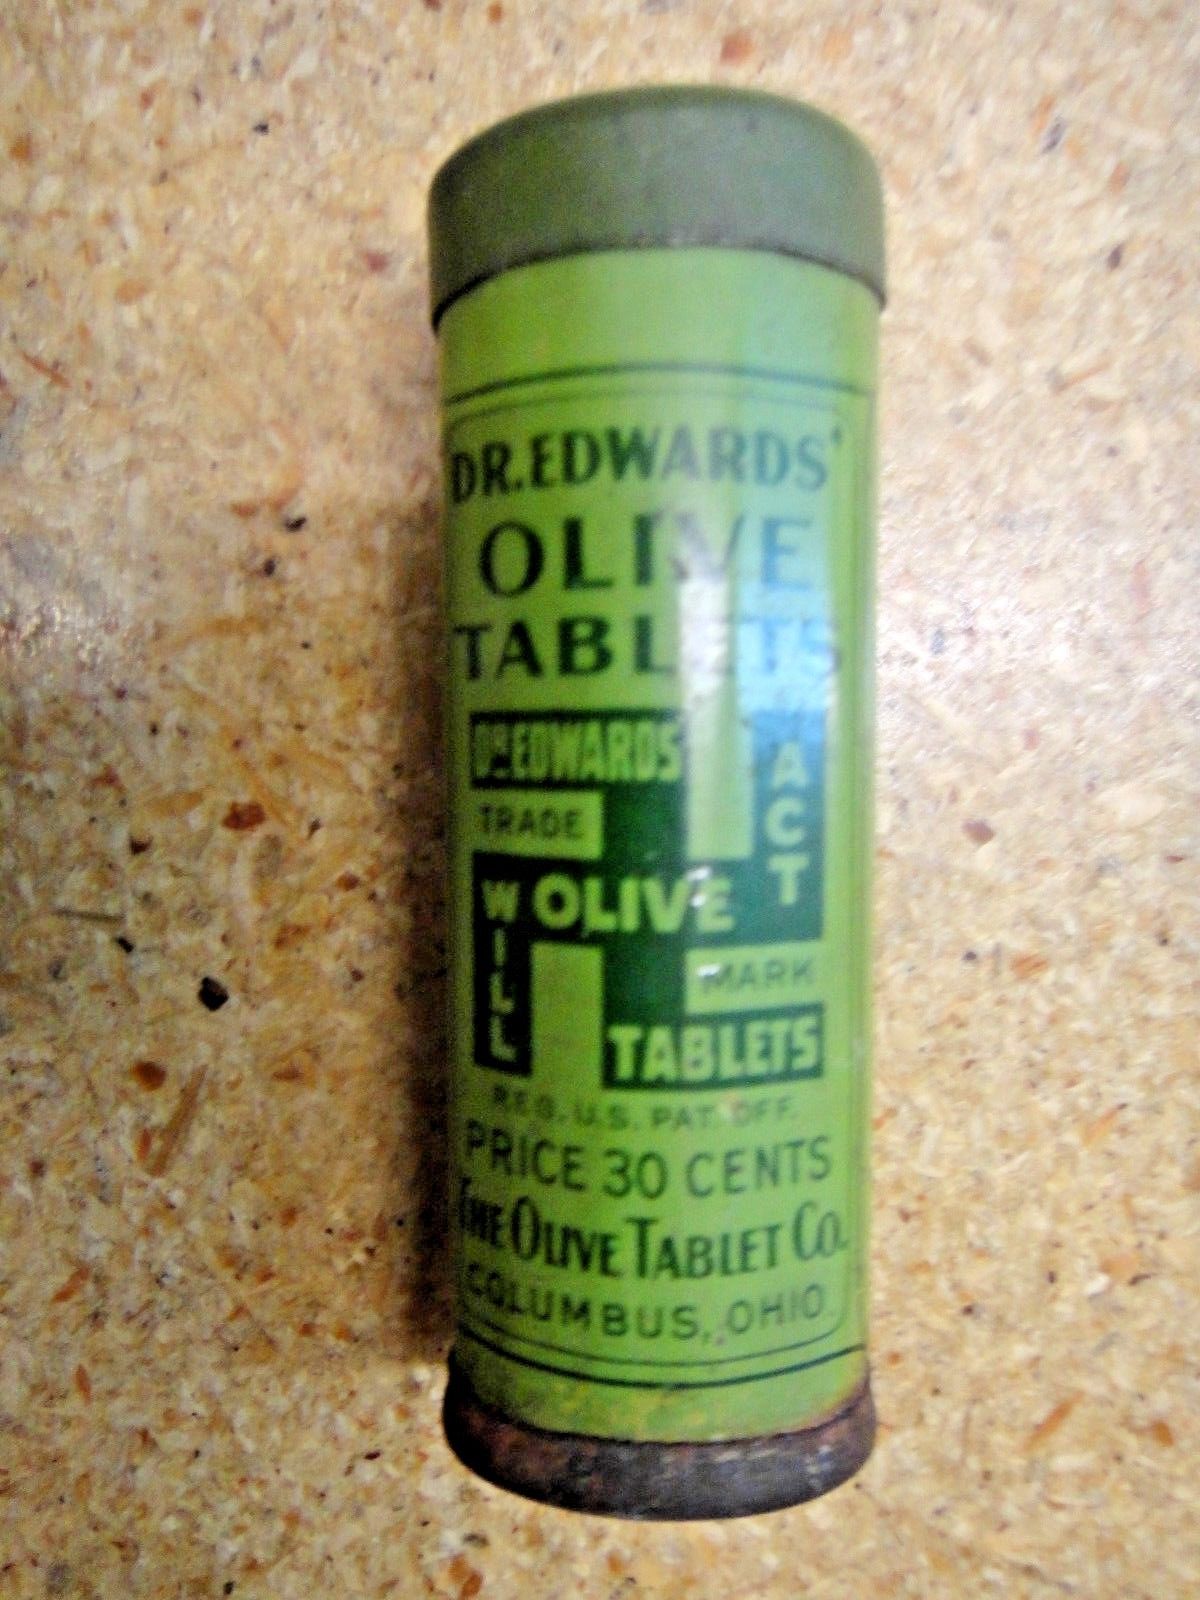 DR. EDWARDS'
OLIVE
TABLETS
DR EDWARDS
TRADE
ACT
WILL
OLIVE
MARK
TABLETS
REG. U.S. PAT. OFF.
PRICE 30 CENTS
THE OLIVE TABLET CO.
COLUMBUS, OHIO.